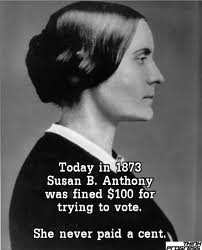 Today in 1873
Susan B. Anthony
was fined $100 for
trying to vote.
She never paid a cent.